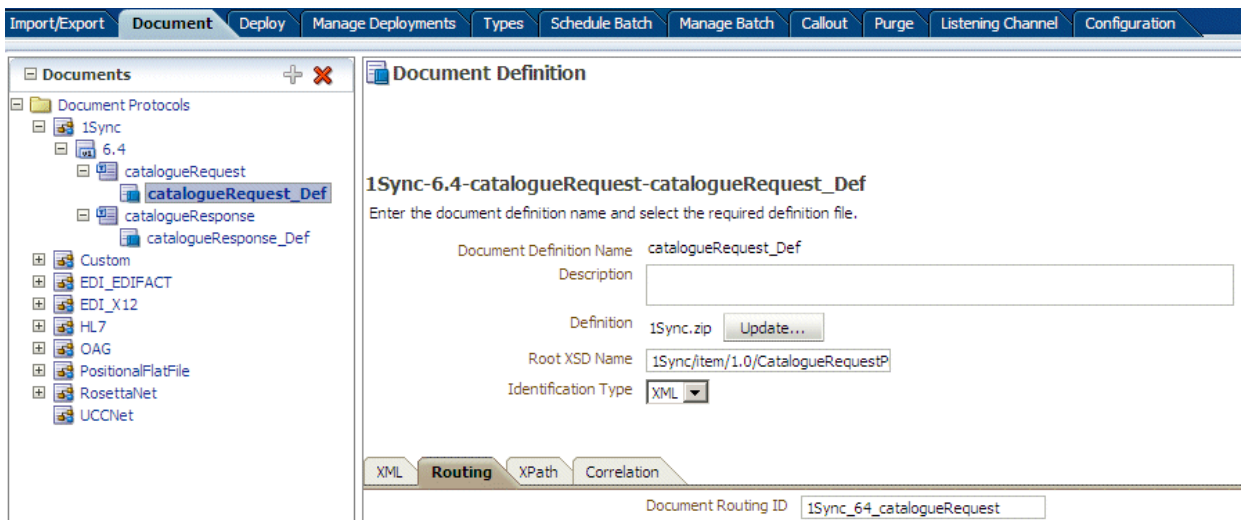 Import/Export Document Deploy Manage Deployments Types Schedule Batch Manage Batch Callout Purge Listening Channel Configuration
Documents
Document Protocols
1Sync
6.4
catalogueRequest
catalogueRequest_Def
catalogueResponse
catalogueResponse_Def
Custom
EDI_EDIFACT
EDI_X12
HL7
OAG
PositionalFlatFile
RosettaNet
UCCNet
Document Definition
1Sync-6.4-catalogueRequest-catalogueRequest_Def
Enter the document definition name and select the required definition file.
Document Definition Name catalogueRequest_Def
Description
Definition 1Sync.zip Update...
Root XSD Name 1Sync/item/1.0/CatalogueRequestP
Identification Type XML
XML Routing XPath Correlation
Document Routing ID 1Sync_64_catalogueRequest